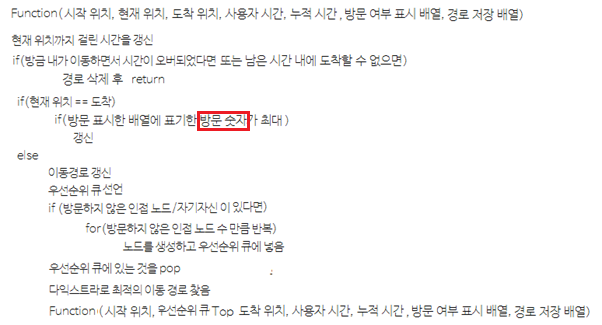 Function(시작 위치, 현재 위치, 도착 위치, 사용자 시간, 누적 시간, 방문 여부 표시 배열, 경로 저장 배열)
현재 위치까지 걸린 시간을 갱신
if(방금 내가 이동하면서 시간이 오버되었다면 또는 남은 시간 내에 도착할 수 없으면)
경로 삭제 후 return
if(현재 위치 == 도착)
if(방문 표시한 배열에 표기한 방문 숫자가 최대)
갱신
else
이동경로 갱신
우선순위 큐 선언
if (방문하지 않은 인접 노드/자기자신 이 있다면)
for(방문하지 않은 인접 노드 수 만큼 반복)
노드를 생성하고 우선순위 큐에 넣음
우선순위 큐에 있는 것을 pop
다익스트라로 최적의 이동 경로 찾음
Function(시작 위치, 우선순위 큐 Top 도착 위치, 사용자 시간, 누적 시간, 방문 여부 표시 배열, 경로 저장 배열)